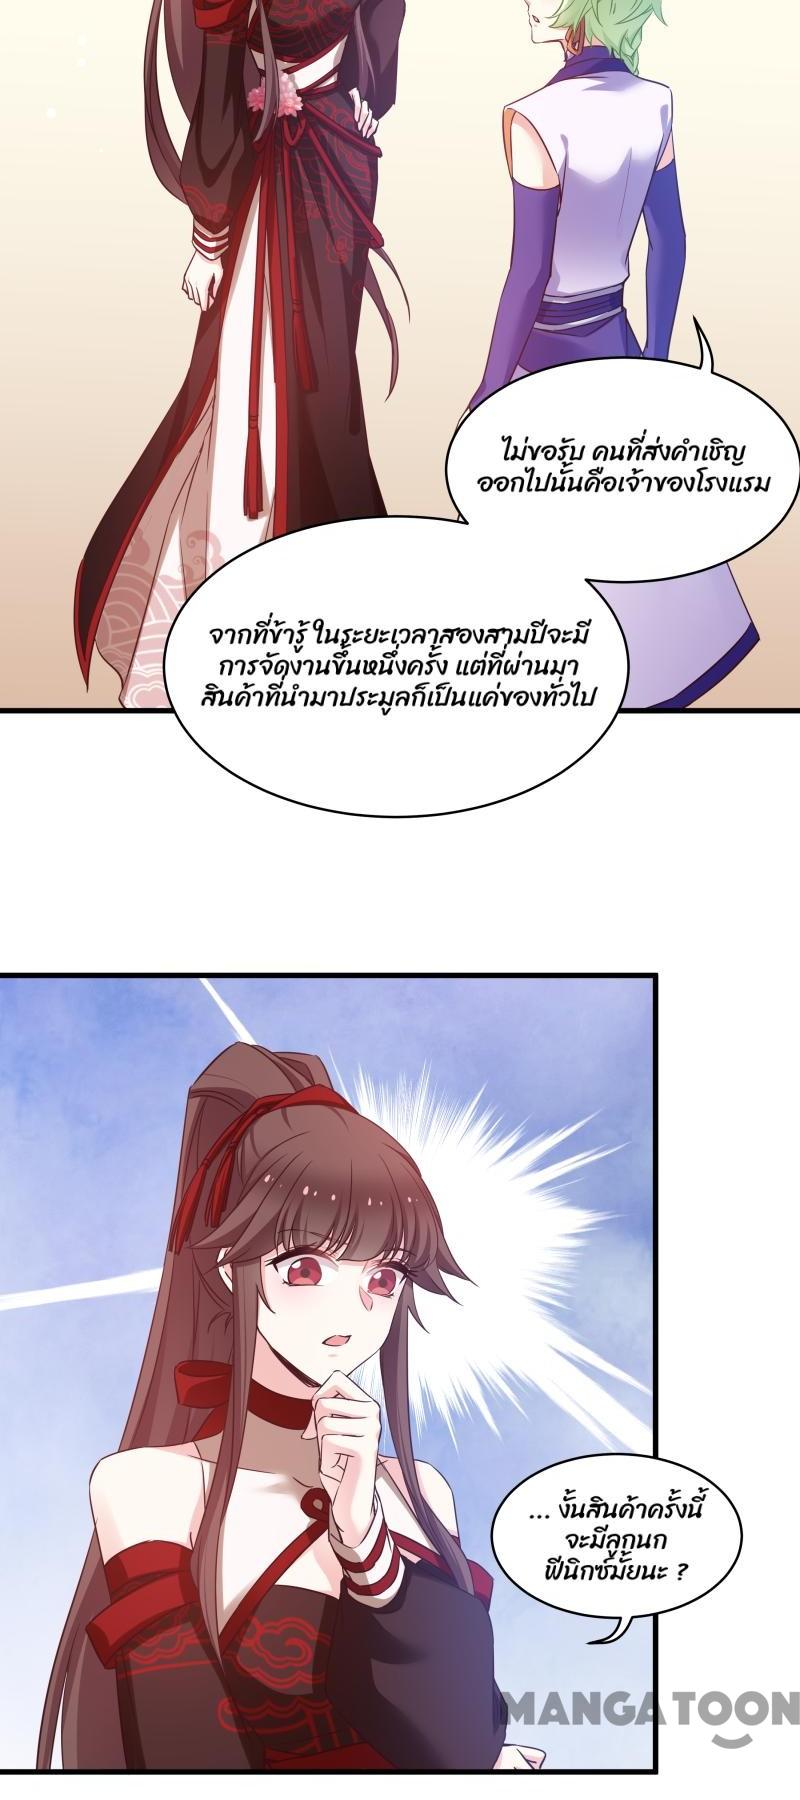 ไม่ขอรับ คนที่ส่งคำเชิญ
ออกไปนั้นคือเจ้าของโรงแรม
จากที่ข้ารู้ ในระยะเวลาสองสามปีจะมี
การจัดงานขึ้นหนึ่งครั้ง แต่ที่ผ่านมา
สินค้าที่นำมาประมูลก็เป็นแค่ของทั่วไป
... งั้นสินค้าครั้งนี้
จะมีลูกนก
ฟีนิกซ์มั้ยนะ ?
MANGATOON